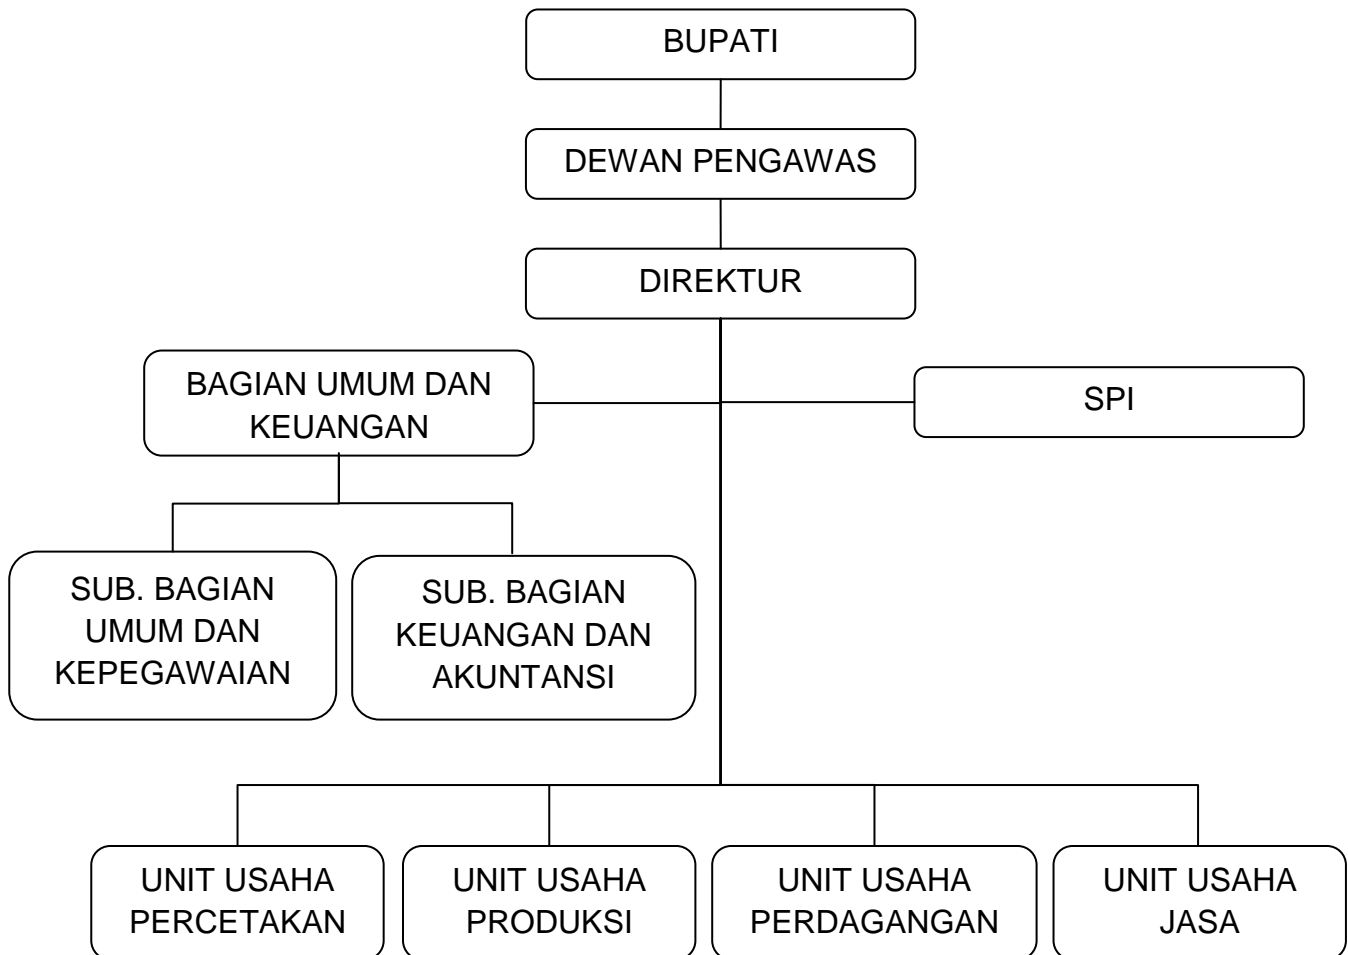 BUPATI
DEWAN PENGAWAS
DIREKTUR
BAGIAN UMUM DAN
KEUANGAN
SPI
SUB. BAGIAN
UMUM DAN
KEPEGAWAIAN
SUB. BAGIAN
KEUANGAN DAN
AKUNTANSI
UNIT USAHA
PERCETAKAN
UNIT USAHA
PRODUKSI
UNIT USAHA
PERDAGANGAN
UNIT USAHA
JASA